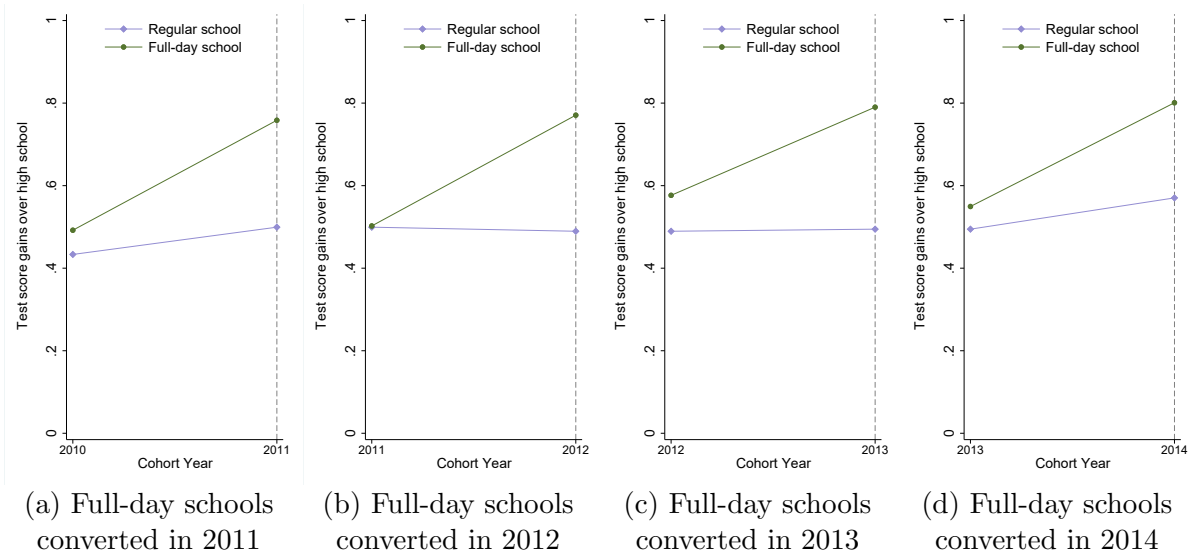 Regular school
Full-day school
Test score gains over high school
1
.8
.6
.4
.2
0
2010 2011
Cohort Year
(a) Full-day schools
converted in 2011
Regular school
Full-day school
Test score gains over high school
1
.8
.6
.4
.2
0
2011 2012
Cohort Year
(b) Full-day schools
converted in 2012
Regular school
Full-day school
Test score gains over high school
1
.8
.6
.4
.2
0
2012 2013
Cohort Year
(c) Full-day schools
converted in 2013
Regular school
Full-day school
Test score gains over high school
1
.8
.6
.4
.2
0
2013 2014
Cohort Year
(d) Full-day schools
converted in 2014